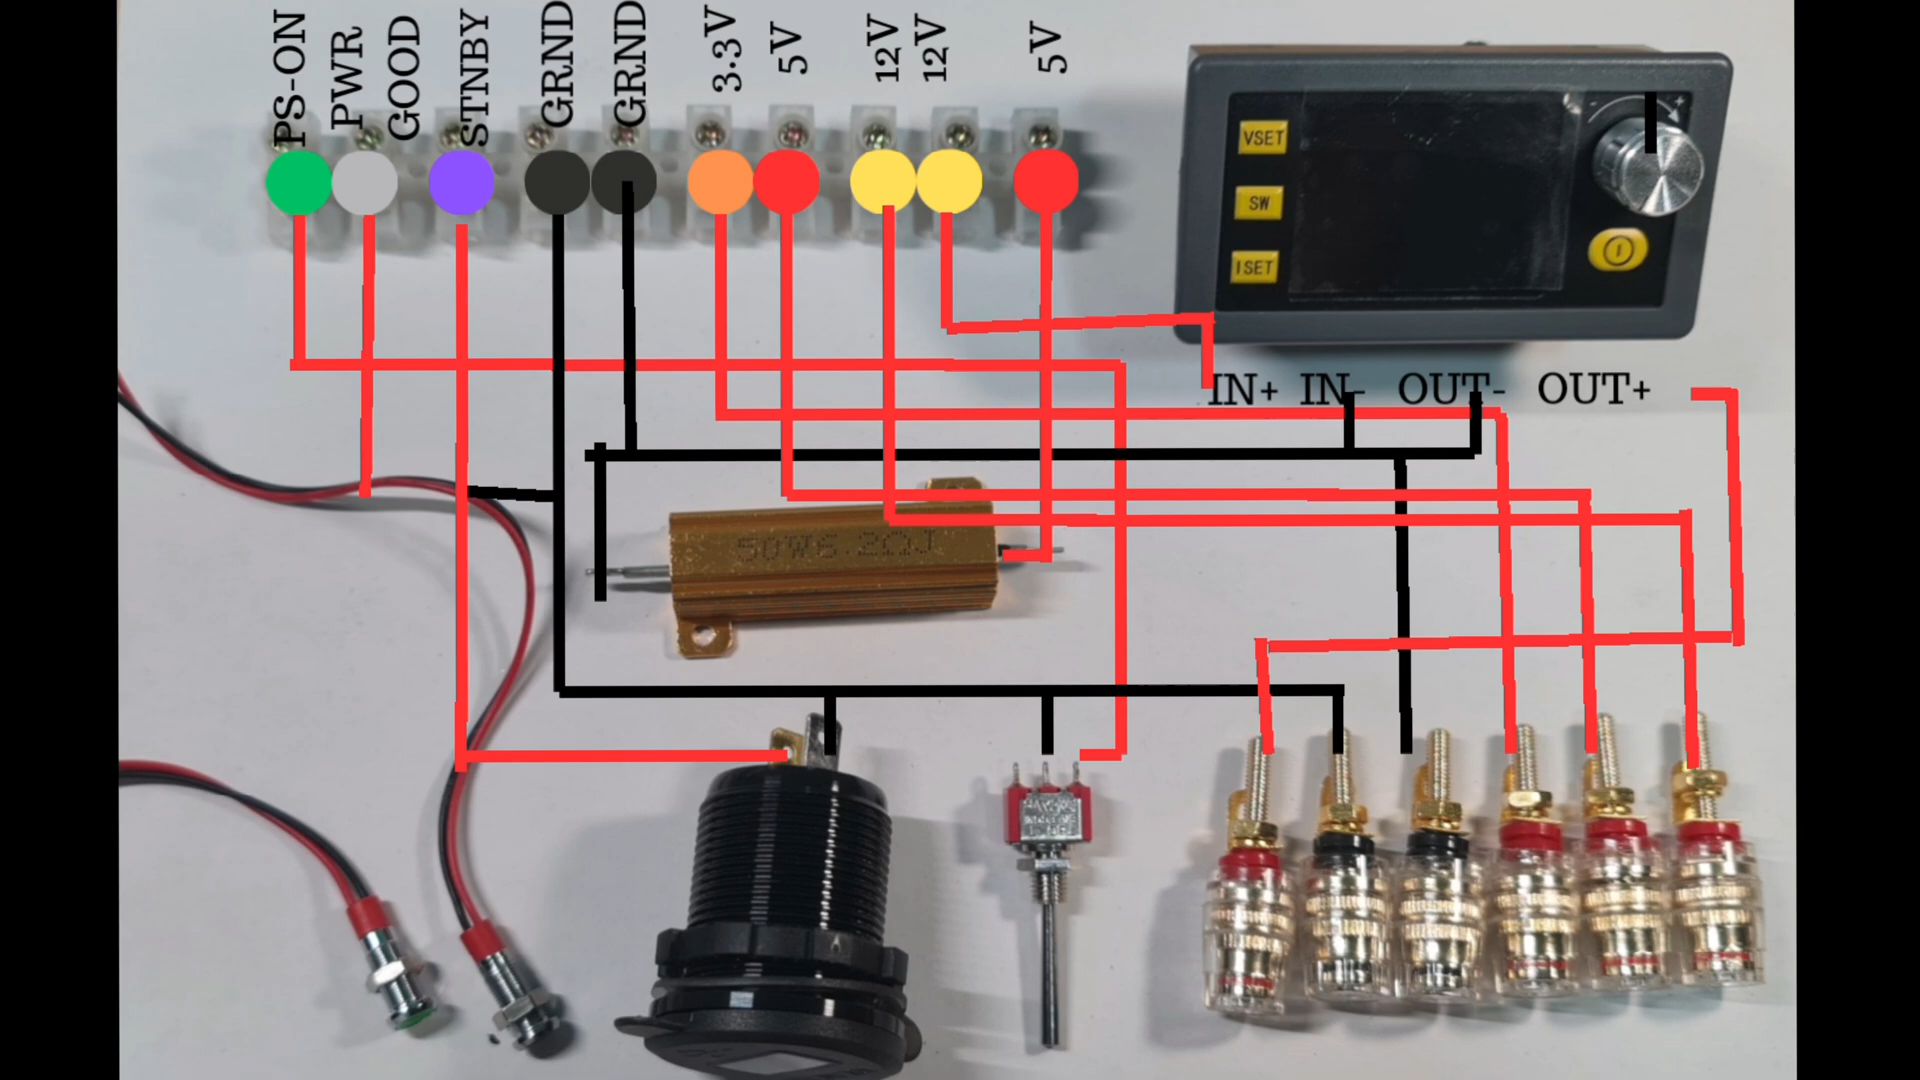 PS-ON
PWR
GOOD
STNBY
GRND
GRND
3.3V
5V
12V
12V
5V
VSET
SW
ISET
- +
IN+ IN- OUT- OUT+
50W6.2ΩJ